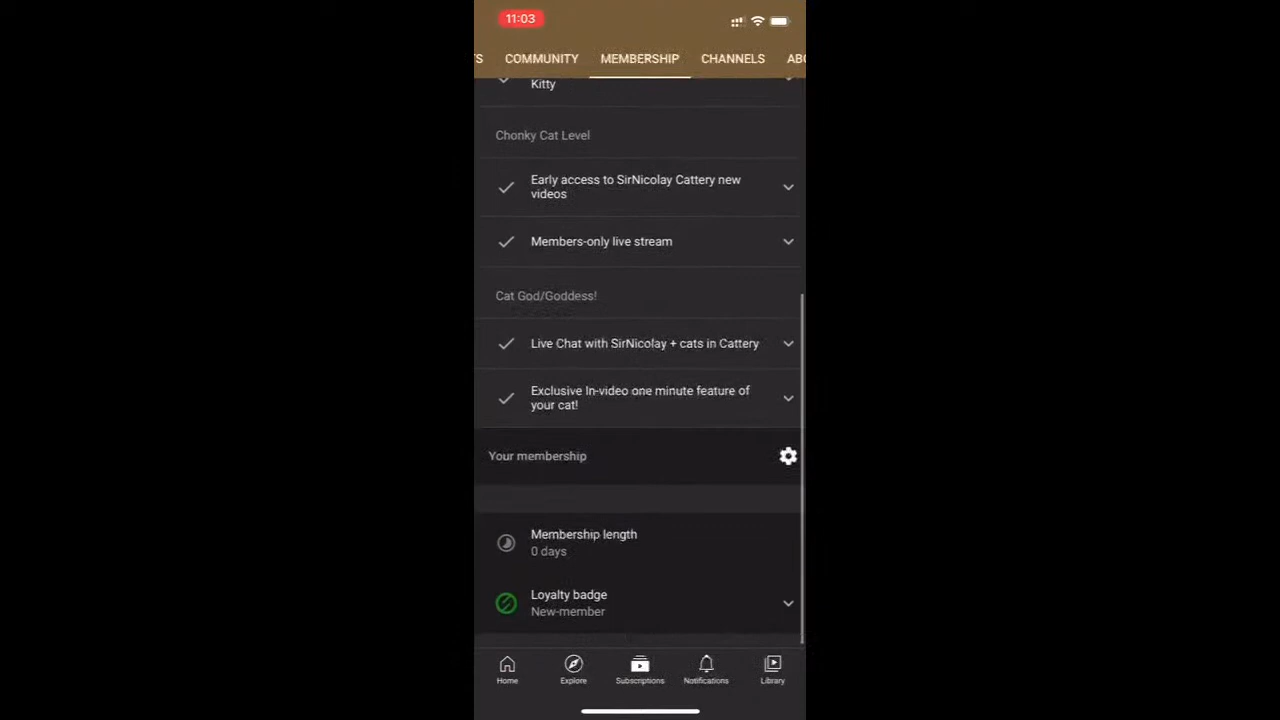 11:03
TS COMMUNITY MEMBERSHIP CHANNELS ABO
Kitty
Chonky Cat Level
Early access to SirNicolay Cattery new
videos
Members-only live stream
Cat God/Goddess!
Live Chat with SirNicolay + cats in Cattery
Exclusive In-video one minute feature of
your cat!
Your membership
Membership length
0 days
Loyalty badge
New-member
Home Explore Subscriptions Notifications Library